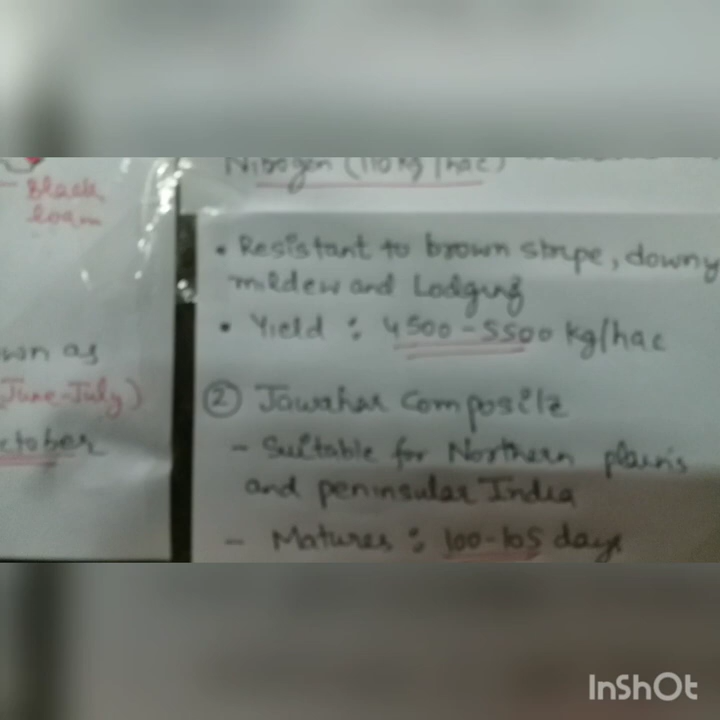 Black
loam
own as
June-July)
ctober
Nitrogen (110 kg/hac)
• Resistant to brown stripe, downy
mildew and Lodging
• Yield : 4500-5500 kg/hac
② Jawahar Composite
- Suitable for Northern plains
and peninsular India
- Matures : 100-105 days
InShOt